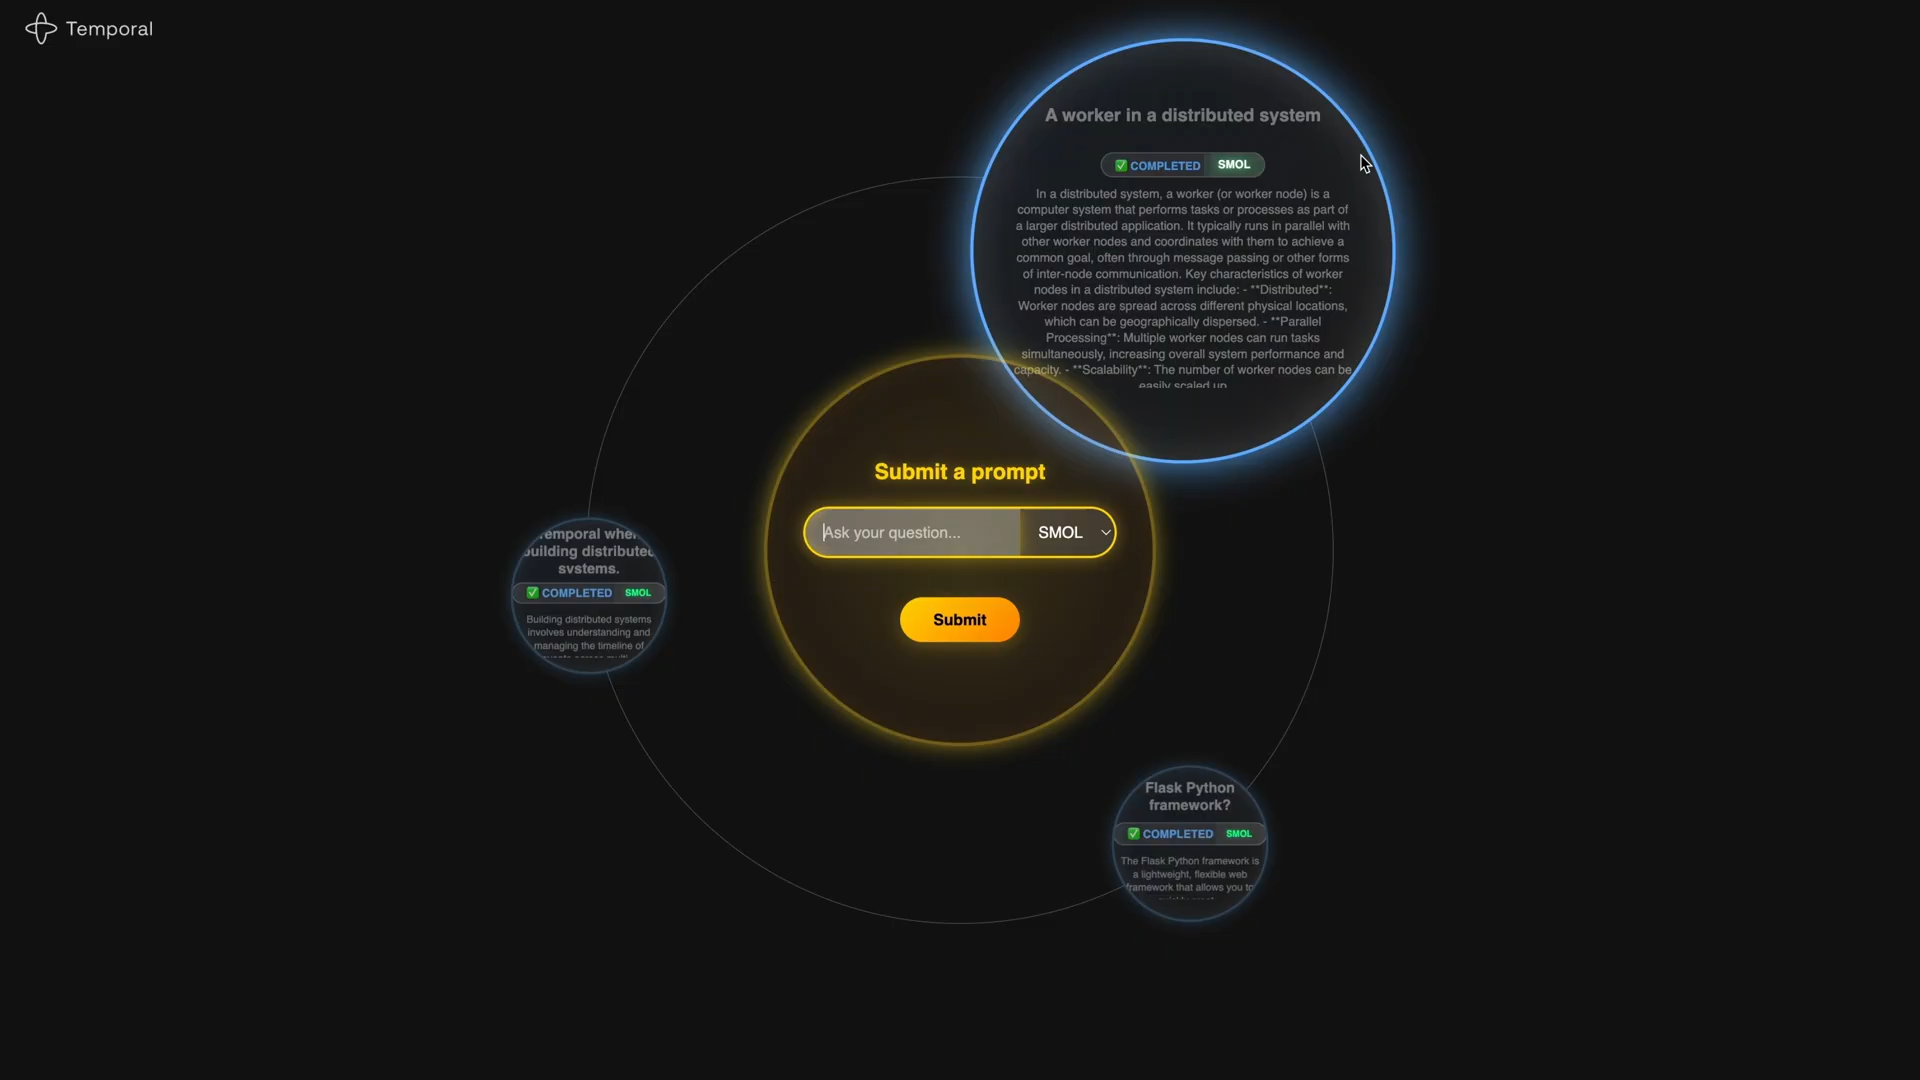 Temporal
A worker in a distributed system
✅ COMPLETED SMOL
In a distributed system, a worker (or worker node) is a
computer system that performs tasks or processes as part of
a larger distributed application. It typically runs in parallel with
other worker nodes and coordinates with them to achieve a
common goal, often through message passing or other forms
of inter-node communication. Key characteristics of worker
nodes in a distributed system include: - **Distributed**:
Worker nodes are spread across different physical locations,
which can be geographically dispersed. - **Parallel
Processing**: Multiple worker nodes can run tasks
simultaneously, increasing overall system performance and
capacity. - **Scalability**: The number of worker nodes can be
easily scaled up
Submit a prompt
Ask your question... SMOL
Submit
building distributed
systems.
✅ COMPLETED SMOL
Building distributed systems
involves understanding and
managing the timeline of
Flask Python
framework?
✅ COMPLETED SMOL
The Flask Python framework is
a lightweight, flexible web
framework that allows you to